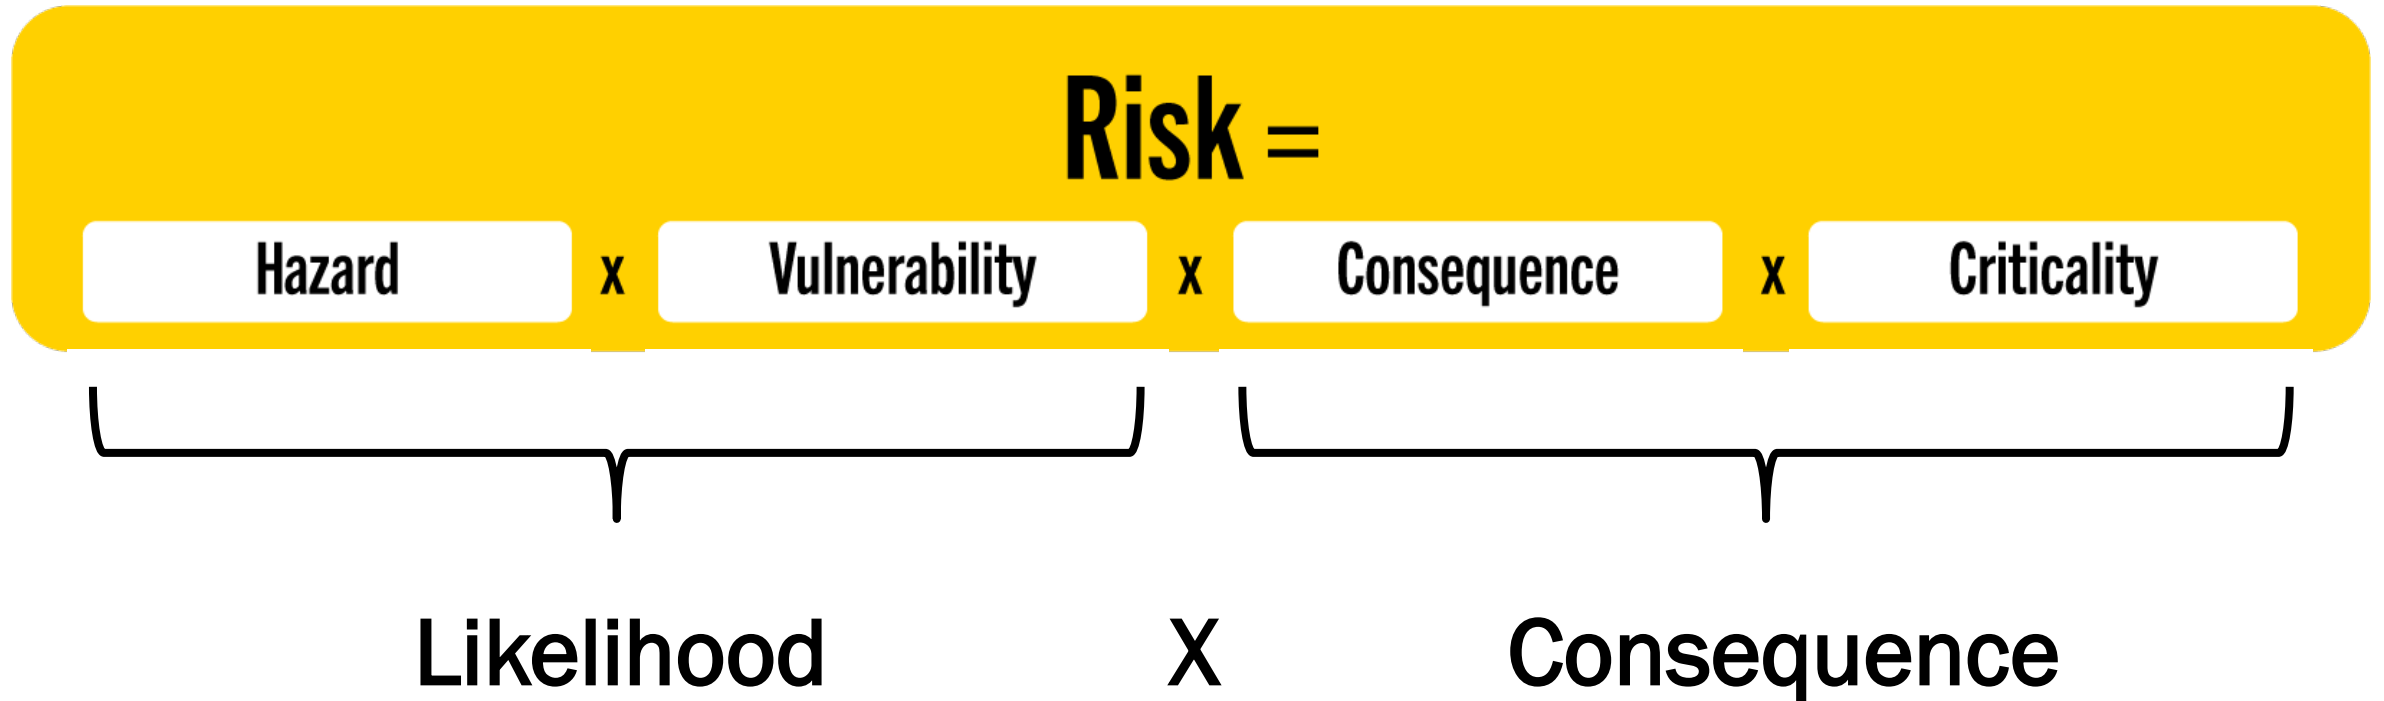 Risk =
Hazard x Vulnerability x Consequence x Criticality
Likelihood X Consequence